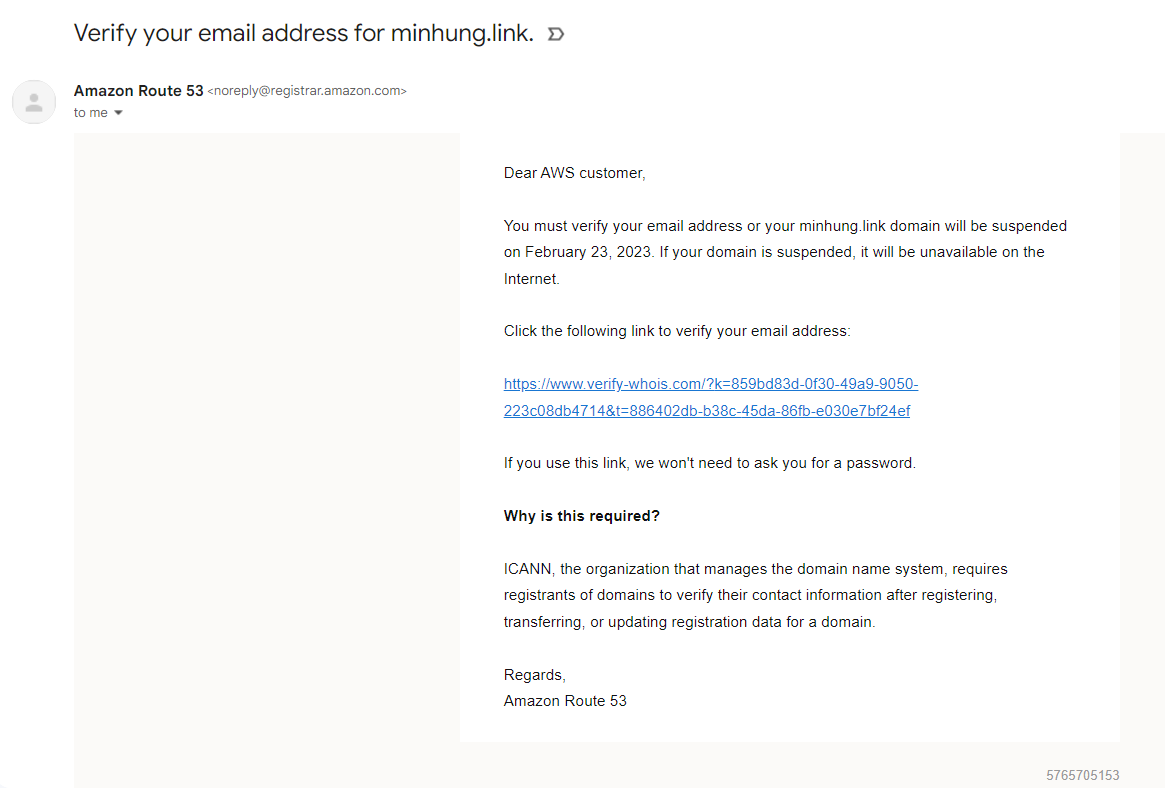 Verify your email address for minhung.link.
Amazon Route 53 <noreply@registrar.amazon.com>
to me
Dear AWS customer,
You must verify your email address or your minhung.link domain will be suspended
on February 23, 2023. If your domain is suspended, it will be unavailable on the
Internet.
Click the following link to verify your email address:
https://www.verify-whois.com/?k=859bd83d-0f30-49a9-9050-
223c08db4714&t=886402db-b38c-45da-86fb-e030e7bf24ef
If you use this link, we won't need to ask you for a password.
Why is this required?
ICANN, the organization that manages the domain name system, requires
registrants of domains to verify their contact information after registering,
transferring, or updating registration data for a domain.
Regards,
Amazon Route 53
5765705153